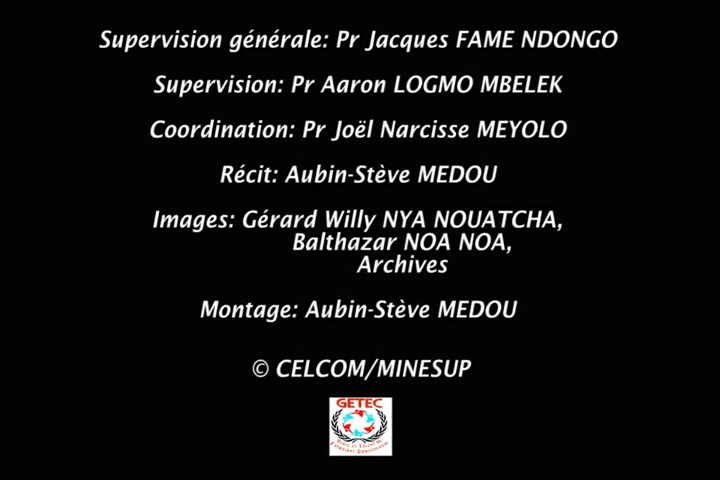 Supervision générale: Pr Jacques FAME NDONGO
Supervision: Pr Aaron LOGMO MBELEK
Coordination: Pr Joël Narcisse MEYOLO
Récit: Aubin-Stève MEDOU
Images: Gérard Willy NYA NOUATCHA,
Balthazar NOA NOA,
Archives
Montage: Aubin-Stève MEDOU
© CELCOM/MINESUP
GETEC